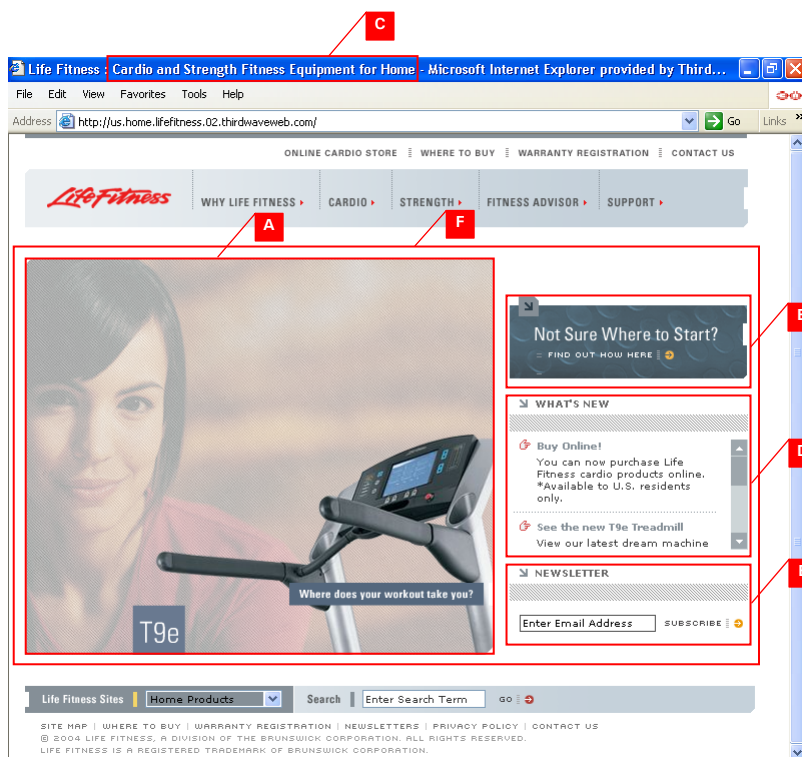 C
Life Fitness : Cardio and Strength Fitness Equipment for Home - Microsoft Internet Explorer provided by Third...
File Edit View Favorites Tools Help
Address http://us.home.lifefitness.02.thirdwaveweb.com/ Go Links »
ONLINE CARDIO STORE WHERE TO BUY WARRANTY REGISTRATION CONTACT US
LifeFitness WHY LIFE FITNESS CARDIO STRENGTH FITNESS ADVISOR SUPPORT
A F
Not Sure Where to Start?
FIND OUT HOW HERE
WHAT'S NEW
Buy Online!
You can now purchase Life
Fitness cardio products online.
*Available to U.S. residents
only.
See the new T9e Treadmill
View our latest dream machine
NEWSLETTER
Enter Email Address SUBSCRIBE
Where does your workout take you?
T9e
Life Fitness Sites Home Products Search Enter Search Term GO
SITE MAP | WHERE TO BUY | WARRANTY REGISTRATION | NEWSLETTERS | PRIVACY POLICY | CONTACT US
© 2004 LIFE FITNESS, A DIVISION OF THE BRUNSWICK CORPORATION. ALL RIGHTS RESERVED.
LIFE FITNESS IS A REGISTERED TRADEMARK OF BRUNSWICK CORPORATION.